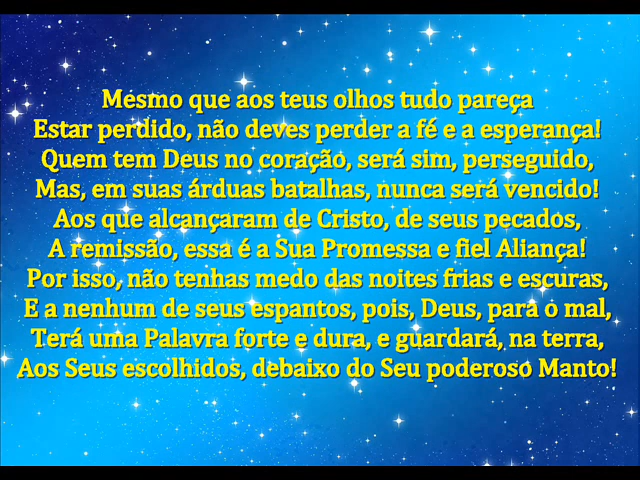 Mesmo que aos teus olhos tudo pareça
Estar perdido, não deves perder a fé e a esperança!
Quem tem Deus no coração, será sim, perseguido,
Mas, em suas árduas batalhas, nunca será vencido!
Aos que alcançaram de Cristo, de seus pecados,
A remissão, essa é a Sua Promessa e fiel Aliança!
Por isso, não tenhas medo das noites frias e escuras,
E a nenhum de seus espantos, pois, Deus, para o mal,
Terá uma Palavra forte e dura, e guardará, na terra,
Aos Seus escolhidos, debaixo do Seu poderoso Manto!